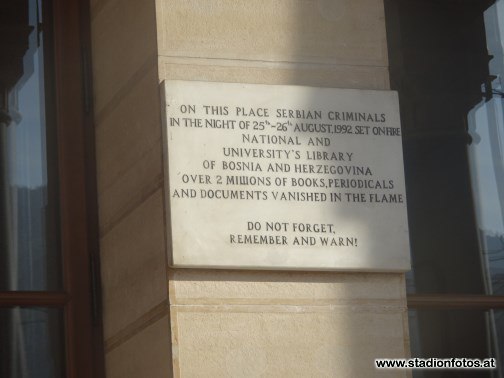 ON THIS PLACE SERBIAN CRIMINALS
IN THE NIGHT OF 25TH-26TH AUGUST,1992. SET ON FIRE
NATIONAL AND
UNIVERSITY'S LIBRARY
OF BOSNIA AND HERZEGOVINA
OVER 2 MILLIONS OF BOOKS,PERIODICALS
AND DOCUMENTS VANISHED IN THE FLAME
DO NOT FORGET,
REMEMBER AND WARN!
www.stadionfotos.at